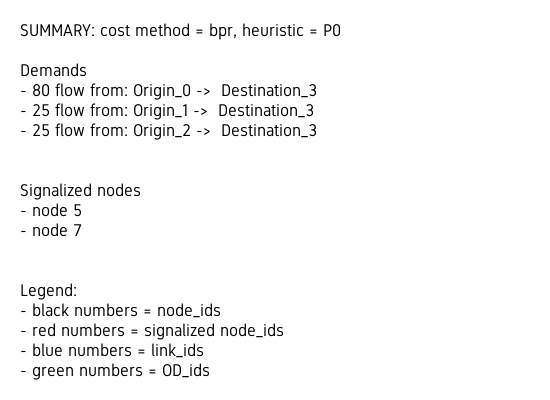 SUMMARY: cost method = bpr, heuristic = P0
Demands
- 80 flow from: Origin_0 -> Destination_3
- 25 flow from: Origin_1 -> Destination_3
- 25 flow from: Origin_2 -> Destination_3
Signalized nodes
- node 5
- node 7
Legend:
- black numbers = node_ids
- red numbers = signalized node_ids
- blue numbers = link_ids
- green numbers = OD_ids